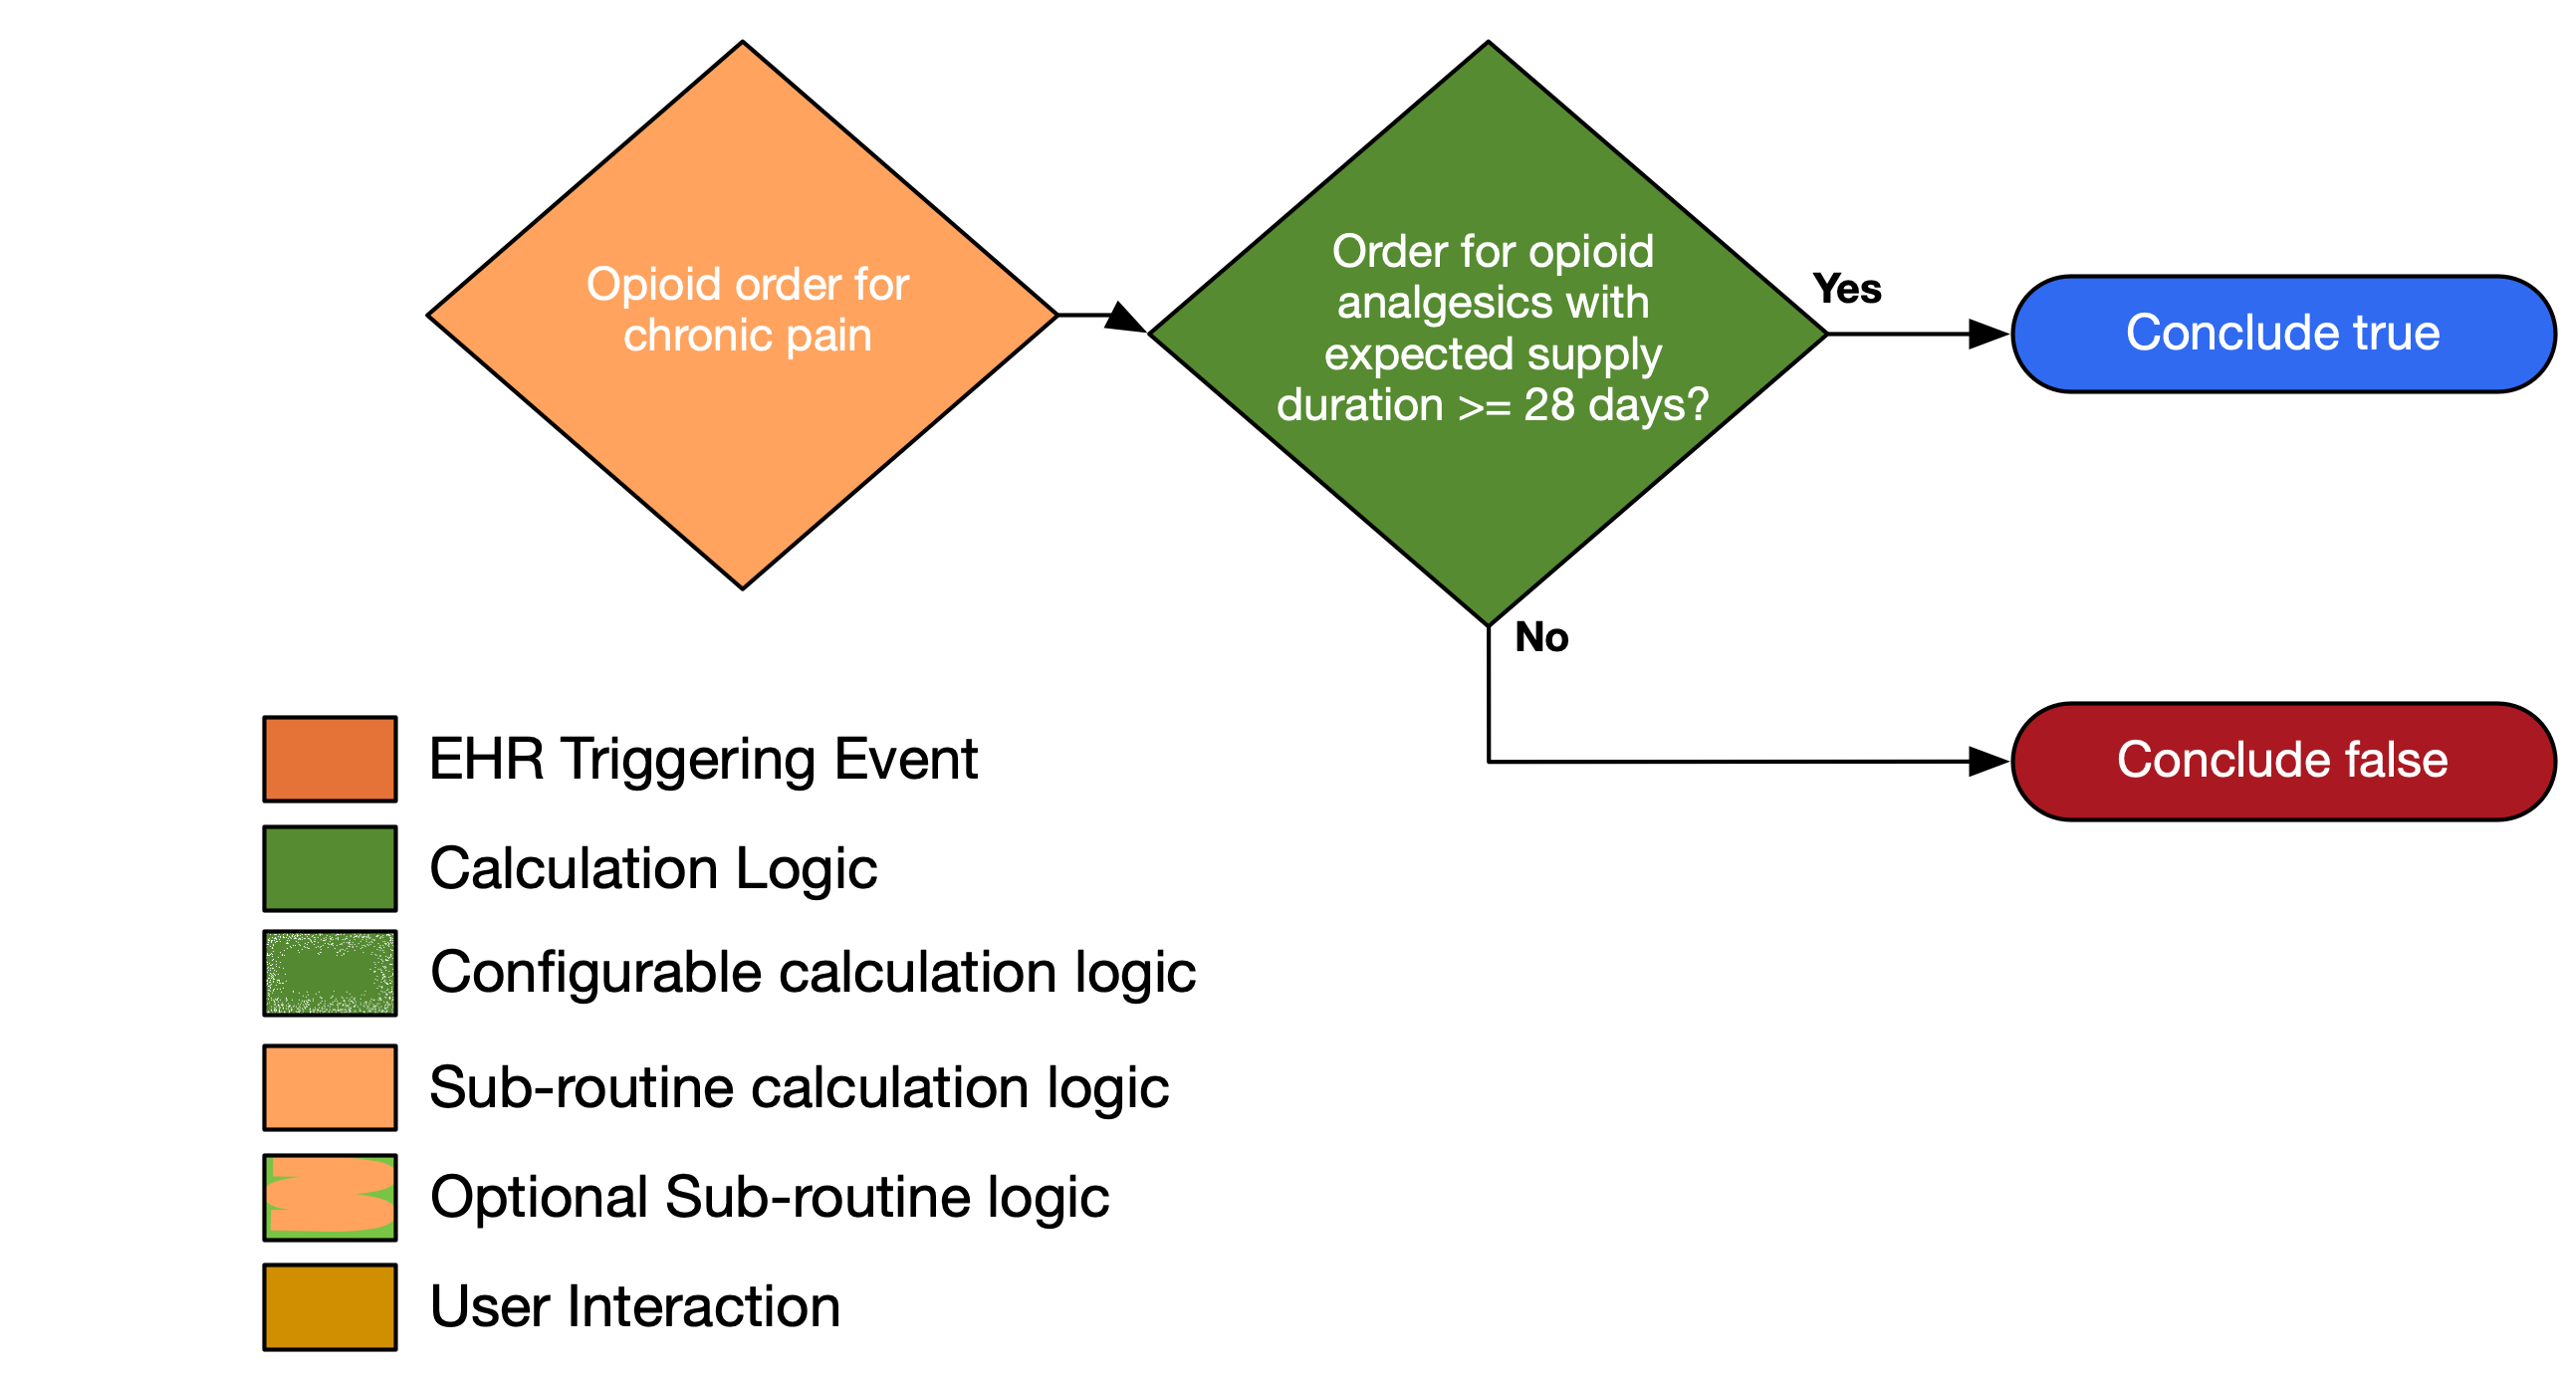 Opioid order for
chronic pain
Order for opioid
analgesics with
expected supply
duration >= 28 days?
Yes
Conclude true
No
Conclude false
EHR Triggering Event
Calculation Logic
Configurable calculation logic
Sub-routine calculation logic
Optional Sub-routine logic
User Interaction